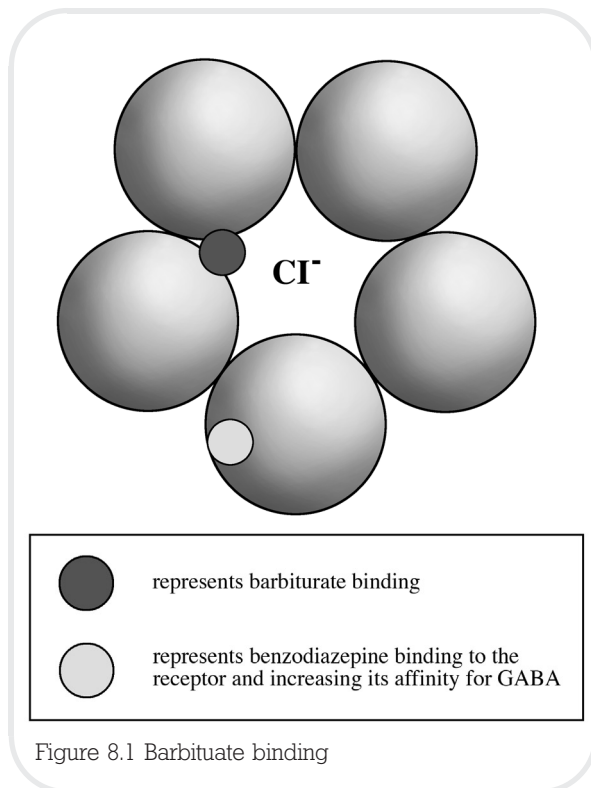 Cl-
represents barbiturate binding
represents benzodiazepine binding to the
receptor and increasing its affinity for GABA
Figure 8.1 Barbituate binding